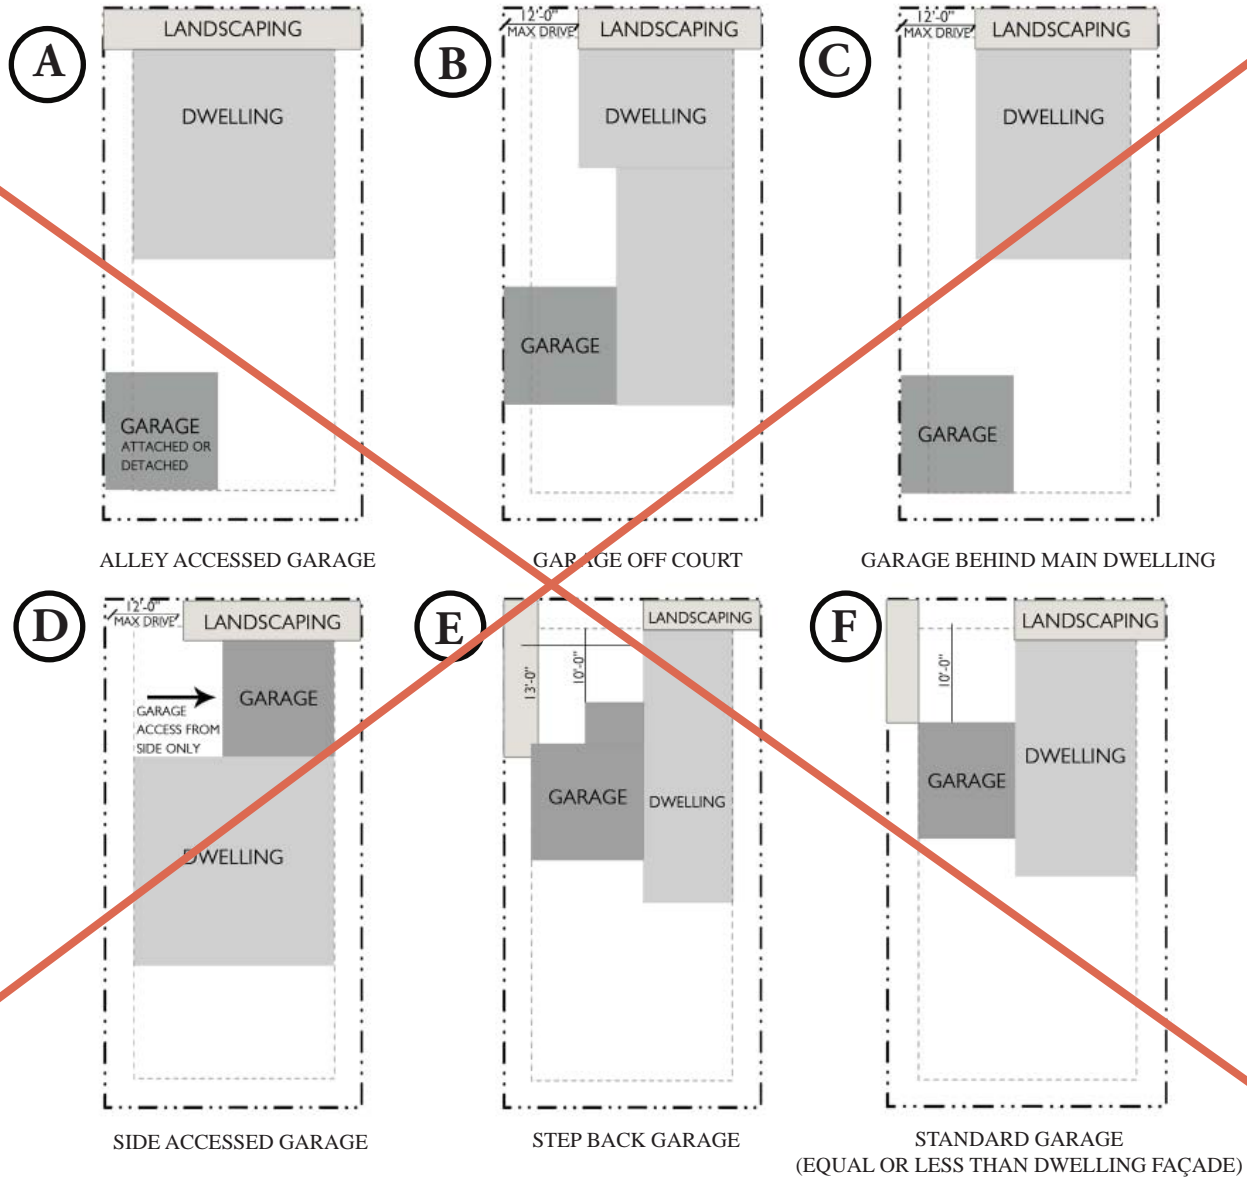 A
LANDSCAPING
DWELLING
GARAGE
ATTACHED OR
DETACHED
ALLEY ACCESSED GARAGE
B
12'-0"
MAX DRIVE
LANDSCAPING
DWELLING
GARAGE
GARAGE OFF COURT
C
12'-0"
MAX DRIVE
LANDSCAPING
DWELLING
GARAGE
GARAGE BEHIND MAIN DWELLING
D
12'-0"
MAX DRIVE
LANDSCAPING
GARAGE
GARAGE
ACCESS FROM
SIDE ONLY
DWELLING
SIDE ACCESSED GARAGE
E
LANDSCAPING
13'-0"
10'-0"
GARAGE
DWELLING
STEP BACK GARAGE
F
LANDSCAPING
10'-0"
DWELLING
GARAGE
STANDARD GARAGE
(EQUAL OR LESS THAN DWELLING FAÇADE)